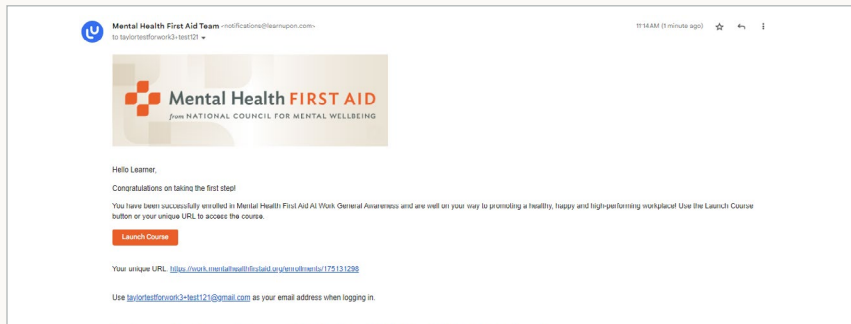 Mental Health First Aid Team <notifications@learnupon.com>
11:14 AM (1 minute ago)
to taylortestforwork3+test121
Mental Health FIRST AID
from NATIONAL COUNCIL FOR MENTAL WELLBEING
Hello Learner,
Congratulations on taking the first step!
You have been successfully enrolled in Mental Health First Aid At Work General Awareness and are well on your way to promoting a healthy, happy and high-performing workplace! Use the Launch Course
button or your unique URL to access the course.
Launch Course
Your unique URL: https://work.mentalhealthfirstaid.org/enrollments/175131298
Use taylortestforwork3+test121@gmail.com as your email address when logging in.